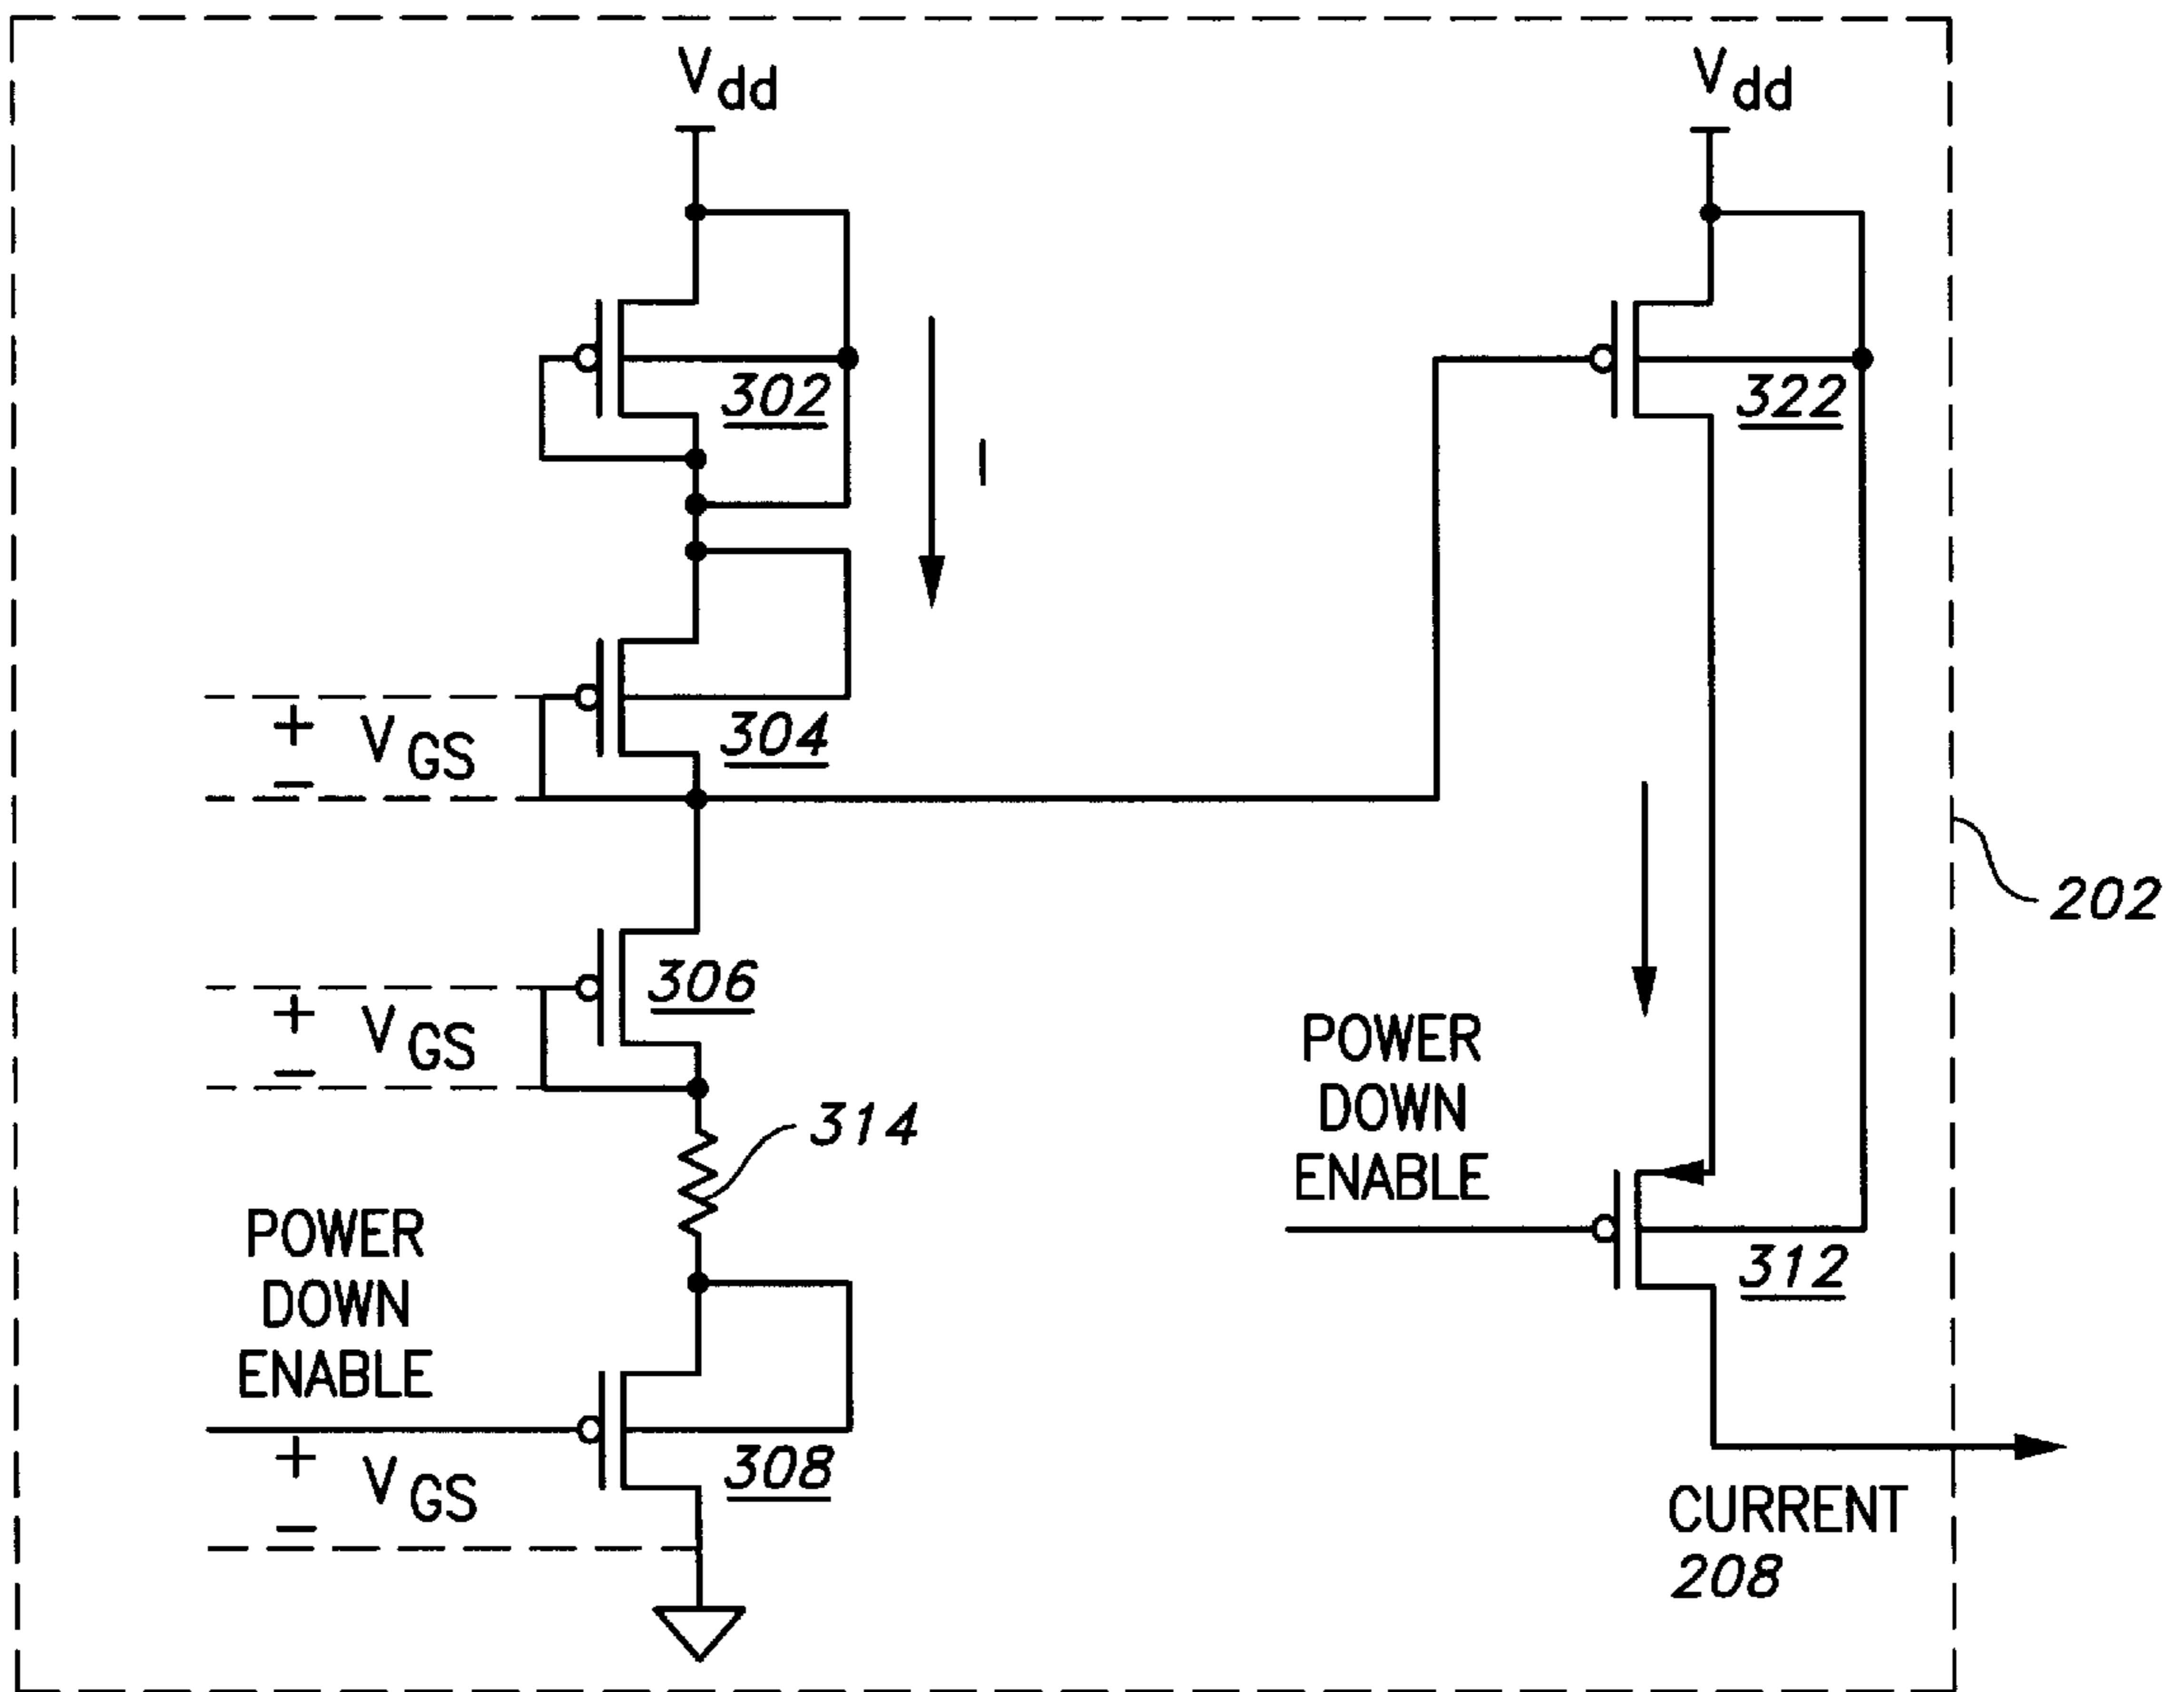 Vdd
Vdd
302
322
I
+
VGS
304
−
202
+
VGS
306
−
314
POWER
DOWN
ENABLE
POWER
DOWN
ENABLE
312
+
VGS
308
−
CURRENT
208